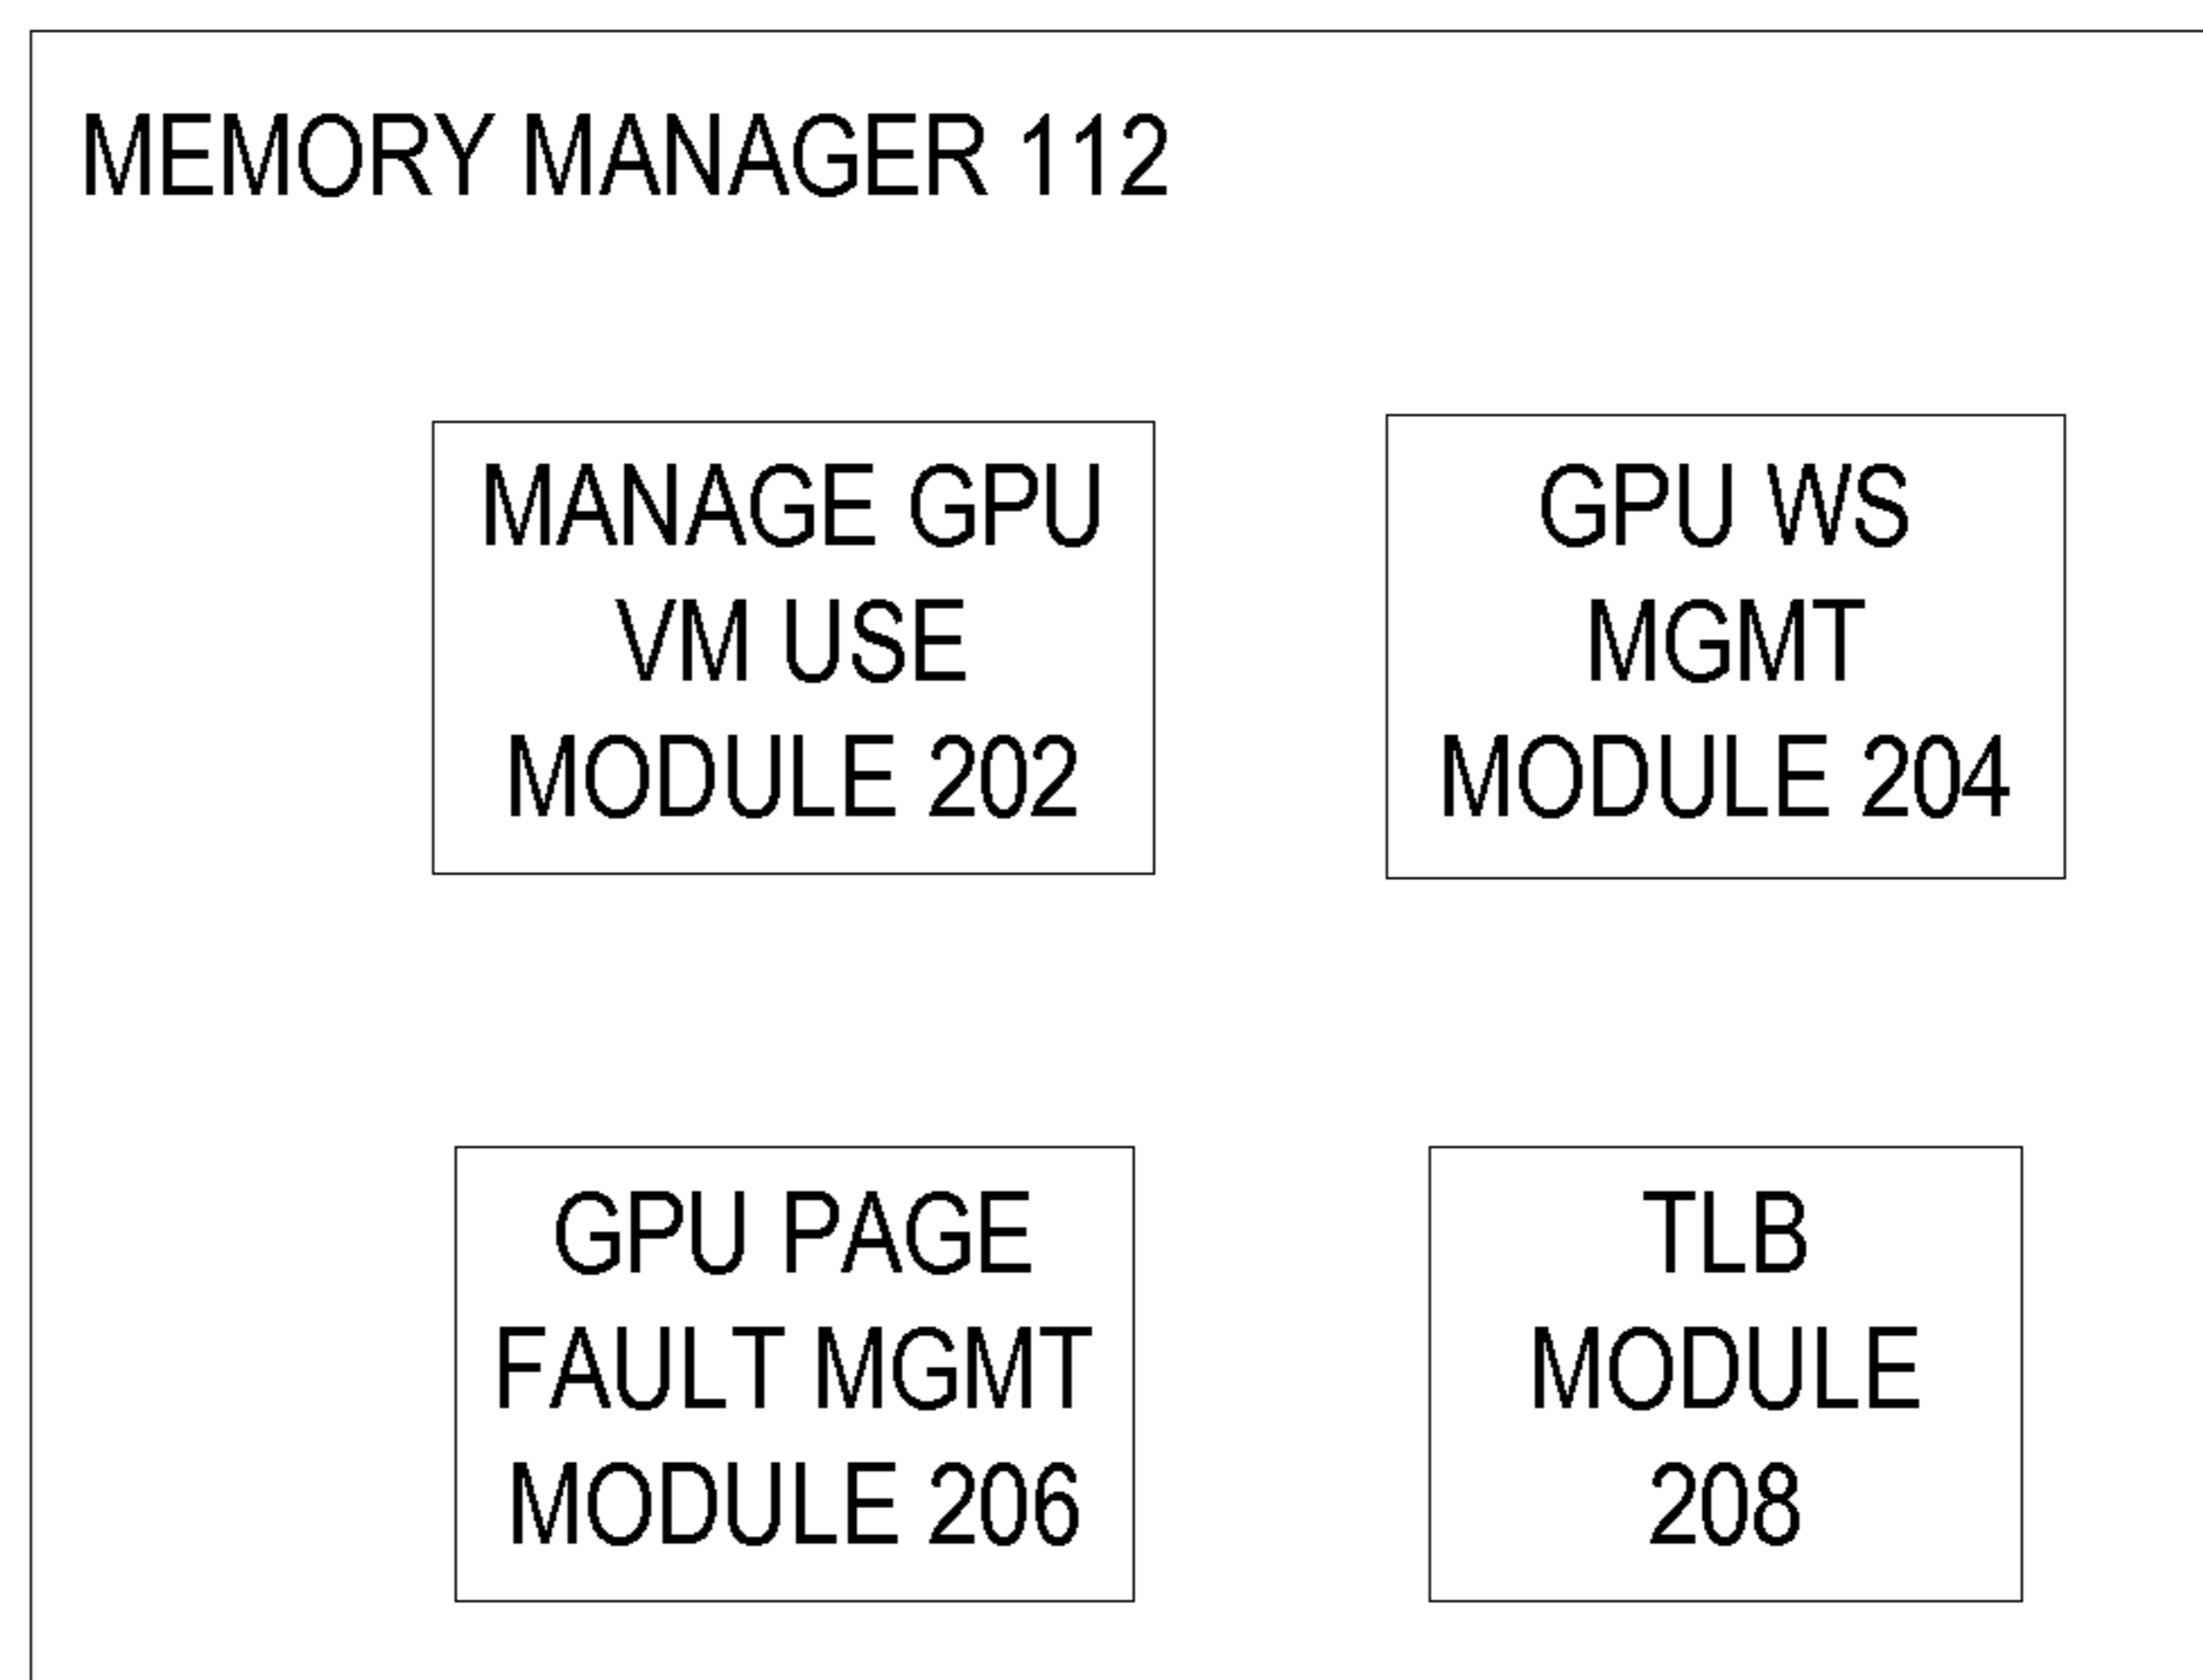 MEMORY MANAGER 112
MANAGE GPU
VM USE
MODULE 202
GPU WS
MGMT
MODULE 204
GPU PAGE
FAULT MGMT
MODULE 206
TLB
MODULE
208